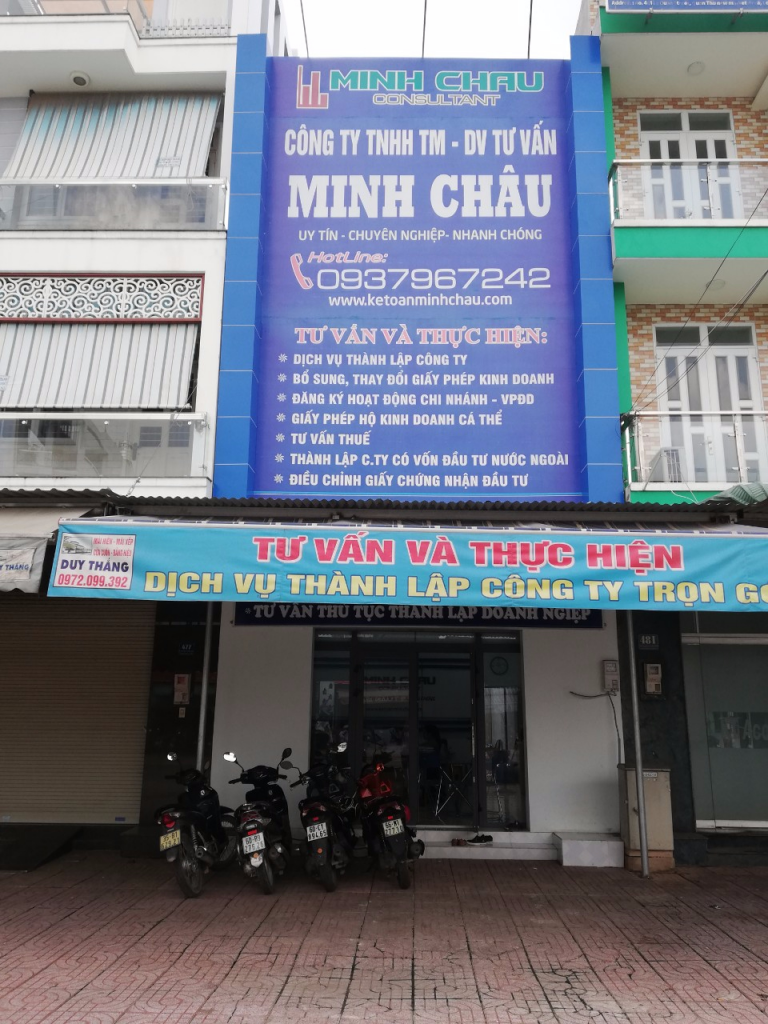 MINH CHAU
CONSULTANT
CÔNG TY TNHH TM - DV TƯ VẤN
MINH CHÂU
UY TÍN - CHUYÊN NGHIỆP- NHANH CHÓNG
HotLine:
0937967242
www.ketoanminhchau.com
TƯ VẤN VÀ THỰC HIỆN:
DỊCH VỤ THÀNH LẬP CÔNG TY
BỔ SUNG, THAY ĐỔI GIẤY PHÉP KINH DOANH
ĐĂNG KÝ HOẠT ĐỘNG CHI NHÁNH - VPĐD
GIẤY PHÉP HỘ KINH DOANH CÁ THỂ
TƯ VẤN THUẾ
THÀNH LẬP C.TY CÓ VỐN ĐẦU TƯ NƯỚC NGOÀI
ĐIỀU CHỈNH GIẤY CHỨNG NHẬN ĐẦU TƯ
TƯ VẤN VÀ THỰC HIỆN
DUY THẮNG
0972.099.392
DỊCH VỤ THÀNH LẬP CÔNG TY TRỌN GÓ
TƯ VẤN THỦ TỤC THÀNH LẬP DOANH NGIỆP
MINH CHAU